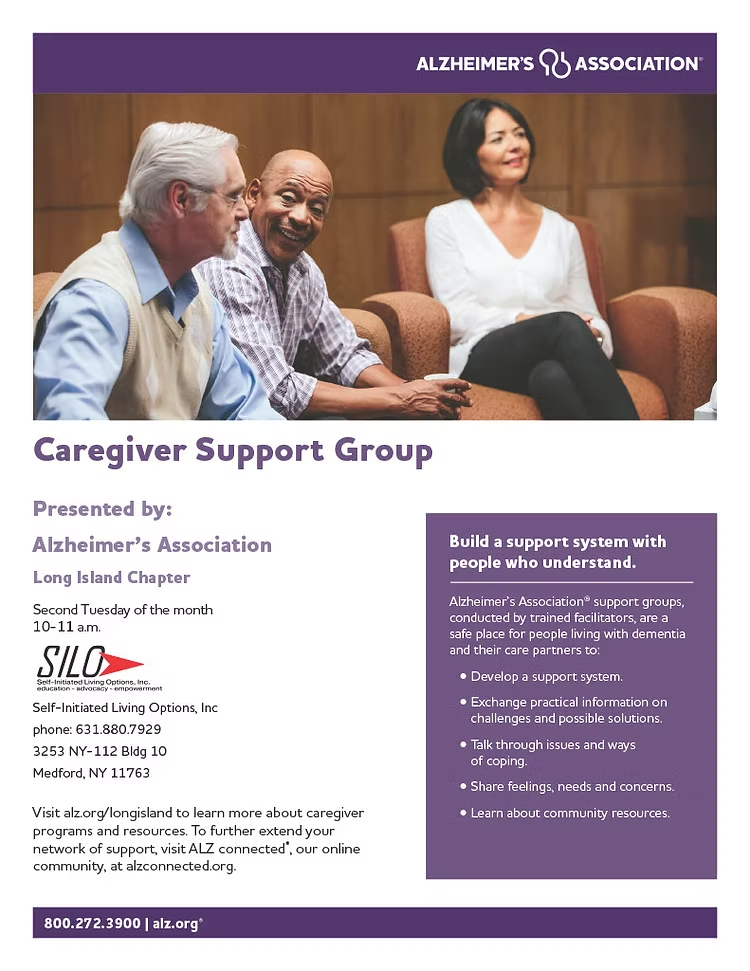 ALZHEIMER'S ASSOCIATION®
Caregiver Support Group
Presented by:
Alzheimer's Association
Long Island Chapter
Second Tuesday of the month
10-11 a.m.
SILO
Self-Initiated Living Options, Inc.
education - advocacy - empowerment
Self-Initiated Living Options, Inc
phone: 631.880.7929
3253 NY-112 Bldg 10
Medford, NY 11763
Visit alz.org/longisland to learn more about caregiver
programs and resources. To further extend your
network of support, visit ALZ connected®, our online
community, at alzconnected.org.
Build a support system with
people who understand.
Alzheimer's Association® support groups,
conducted by trained facilitators, are a
safe place for people living with dementia
and their care partners to:
• Develop a support system.
• Exchange practical information on
challenges and possible solutions.
• Talk through issues and ways
of coping.
• Share feelings, needs and concerns.
• Learn about community resources.
800.272.3900 | alz.org®